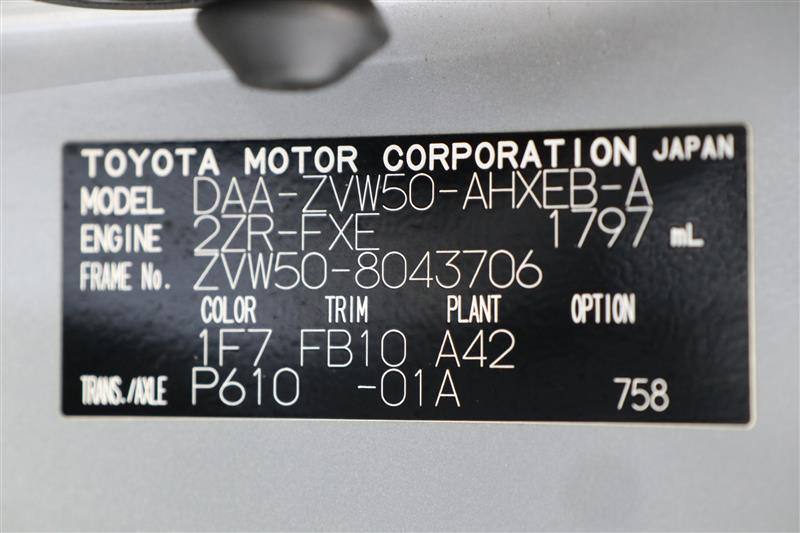 TOYOTA MOTOR CORPORATION JAPAN
MODEL DAA-ZVW50-AHXEB-A
ENGINE 2ZR-FXE 1797 mL
FRAME No. ZVW50-8043706
COLOR TRIM PLANT OPTION
1F7 FB10 A42
TRANS./AXLE P610 -01A 758